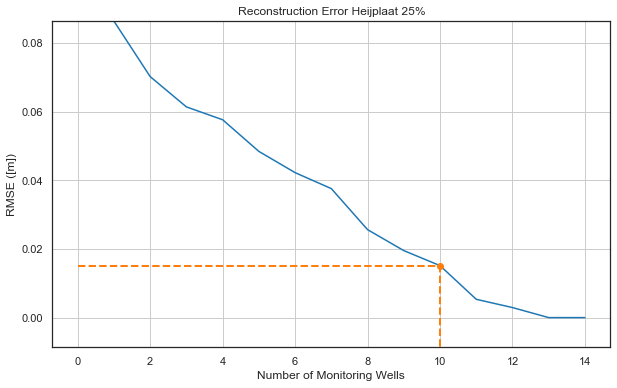 Reconstruction Error Heijplaat 25%
0.08
0.06
0.04
0.02
0.00
RMSE ([m])
0 2 4 6 8 10 12 14
Number of Monitoring Wells